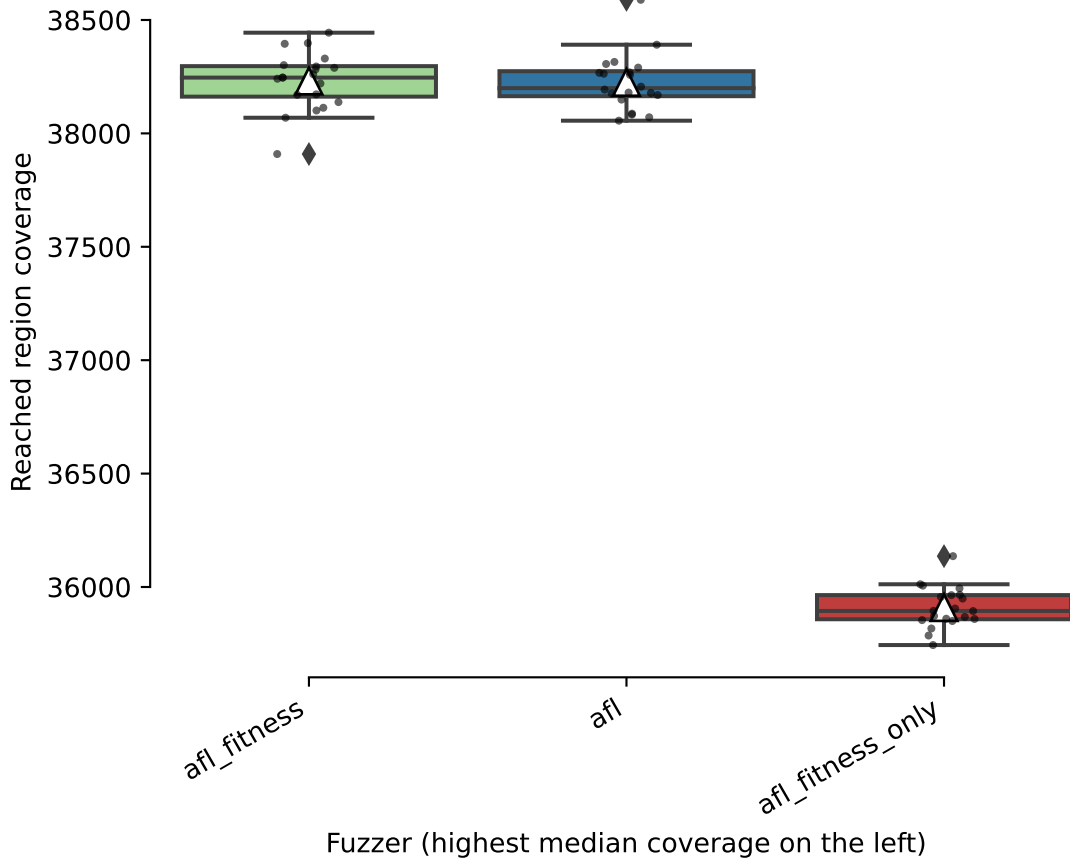 38500
38000
37500
37000
36500
36000
Reached region coverage
afl_fitness
afl
afl_fitness_only
Fuzzer (highest median coverage on the left)